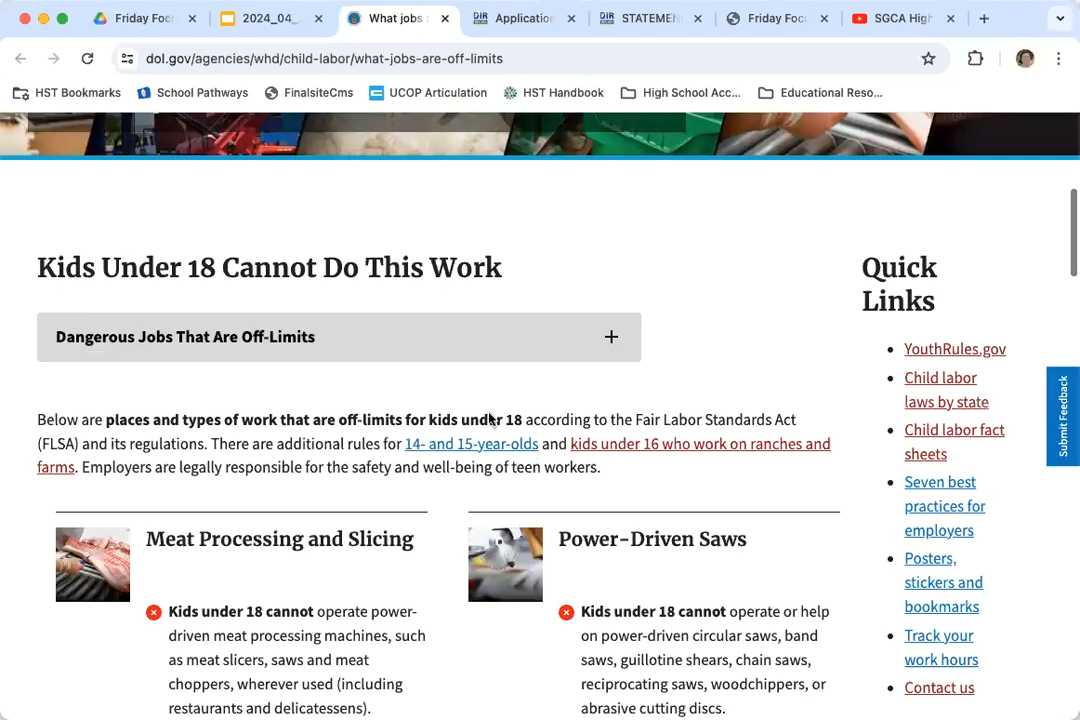 Friday Foc
2024_04_
What jobs a
Application
STATEMEN
Friday Foc
SGCA High
dol.gov/agencies/whd/child-labor/what-jobs-are-off-limits
HST Bookmarks
School Pathways
FinalsiteCms
UCOP Articulation
HST Handbook
High School Acc...
Educational Reso...
Kids Under 18 Cannot Do This Work
Dangerous Jobs That Are Off-Limits
Below are places and types of work that are off-limits for kids under 18 according to the Fair Labor Standards Act
(FLSA) and its regulations. There are additional rules for 14- and 15-year-olds and kids under 16 who work on ranches and
farms. Employers are legally responsible for the safety and well-being of teen workers.
Meat Processing and Slicing
Kids under 18 cannot operate power-
driven meat processing machines, such
as meat slicers, saws and meat
choppers, wherever used (including
restaurants and delicatessens).
Power-Driven Saws
Kids under 18 cannot operate or help
on power-driven circular saws, band
saws, guillotine shears, chain saws,
reciprocating saws, woodchippers, or
abrasive cutting discs.
Quick
Links
YouthRules.gov
Child labor
laws by state
Child labor fact
sheets
Seven best
practices for
employers
Posters,
stickers and
bookmarks
Track your
work hours
Contact us
Submit Feedback